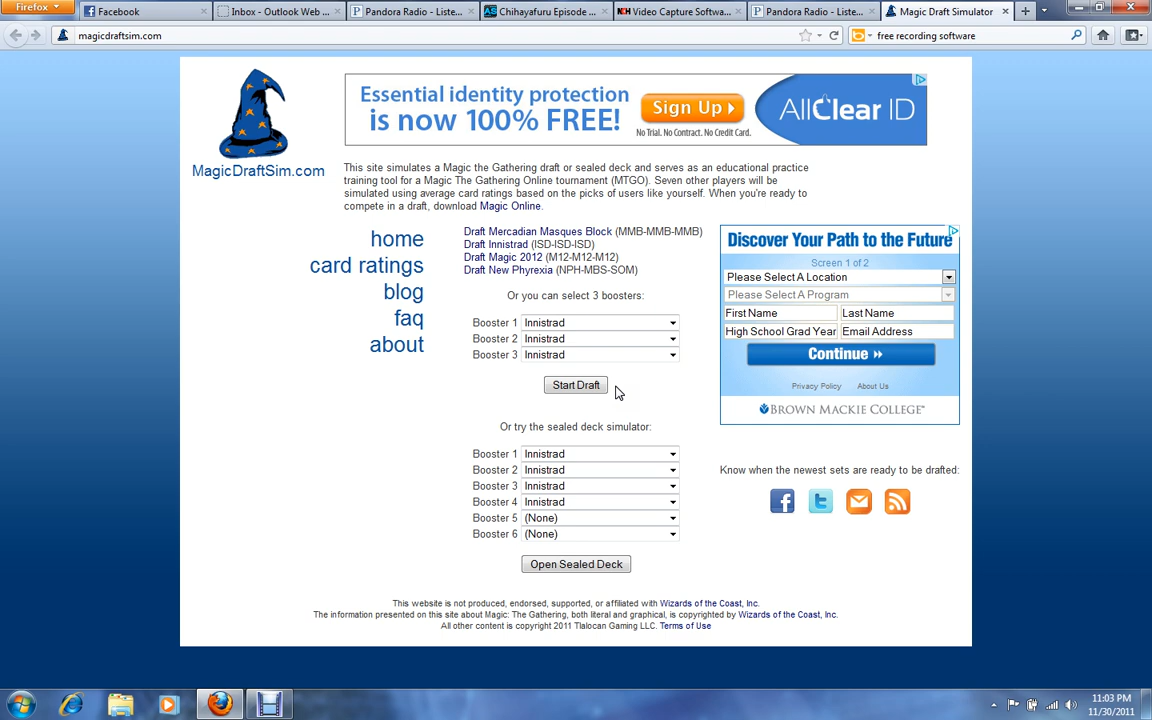 Firefox
Facebook
Inbox - Outlook Web ...
Pandora Radio - Liste...
Chihayafuru Episode ...
Video Capture Softwa...
Pandora Radio - Liste...
Magic Draft Simulator
magicdraftsim.com
free recording software
MagicDraftSim.com
Essential identity protection
is now 100% FREE!
Sign Up
No Trial. No Contract. No Credit Card.
AllClear ID
This site simulates a Magic the Gathering draft or sealed deck and serves as an educational practice
training tool for a Magic The Gathering Online tournament (MTGO). Seven other players will be
simulated using average card ratings based on the picks of users like yourself. When you're ready to
compete in a draft, download Magic Online.
home
card ratings
blog
faq
about
Draft Mercadian Masques Block (MMB-MMB-MMB)
Draft Innistrad (ISD-ISD-ISD)
Draft Magic 2012 (M12-M12-M12)
Draft New Phyrexia (NPH-MBS-SOM)
Or you can select 3 boosters:
Booster 1 Innistrad
Booster 2 Innistrad
Booster 3 Innistrad
Start Draft
Or try the sealed deck simulator:
Booster 1 Innistrad
Booster 2 Innistrad
Booster 3 Innistrad
Booster 4 Innistrad
Booster 5 (None)
Booster 6 (None)
Open Sealed Deck
Discover Your Path to the Future
Screen 1 of 2
Please Select A Location
Please Select A Program
First Name Last Name
High School Grad Year Email Address
Continue
Privacy Policy About Us
BROWN MACKIE COLLEGE
Know when the newest sets are ready to be drafted:
This website is not produced, endorsed, supported, or affiliated with Wizards of the Coast, Inc.
The information presented on this site about Magic: The Gathering, both literal and graphical, is copyrighted by Wizards of the Coast, Inc.
All other content is copyright 2011 Tlalocan Gaming LLC. Terms of Use
11:03 PM
11/30/2011